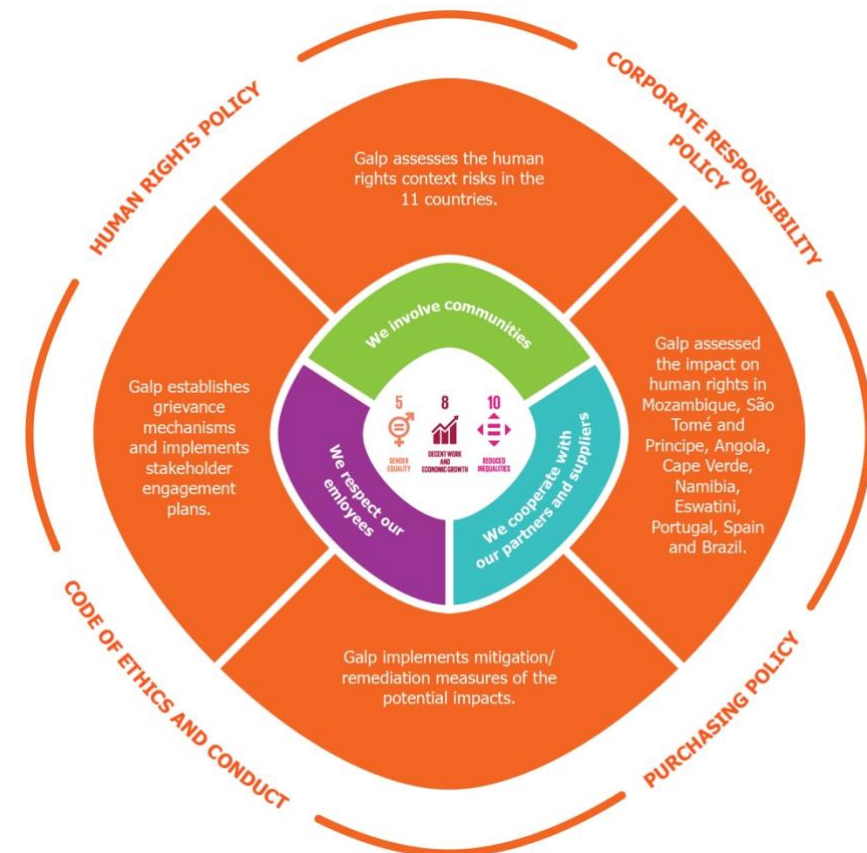 HUMAN RIGHTS POLICY
CORPORATE RESPONSIBILITY
POLICY
Galp assesses the human
rights context risks in the
11 countries.
We involve communities
Galp establishes
grievance
mechanisms
and implements
stakeholder
engagement
plans.
We respect our
emloyees
5
GENDER
EQUALITY
8
DECENT WORK
AND
ECONOMIC GROWTH
10
REDUCED
INEQUALITIES
We cooperate with
our partners and suppliers
Galp assessed
the impact on
human rights in
Mozambique, São
Tomé and
Principe, Angola,
Cape Verde,
Namibia,
Eswatini,
Portugal, Spain
and Brazil.
Galp implements mitigation/
remediation measures of the
potential impacts.
CODE OF ETHICS AND CONDUCT
PURCHASING POLICY